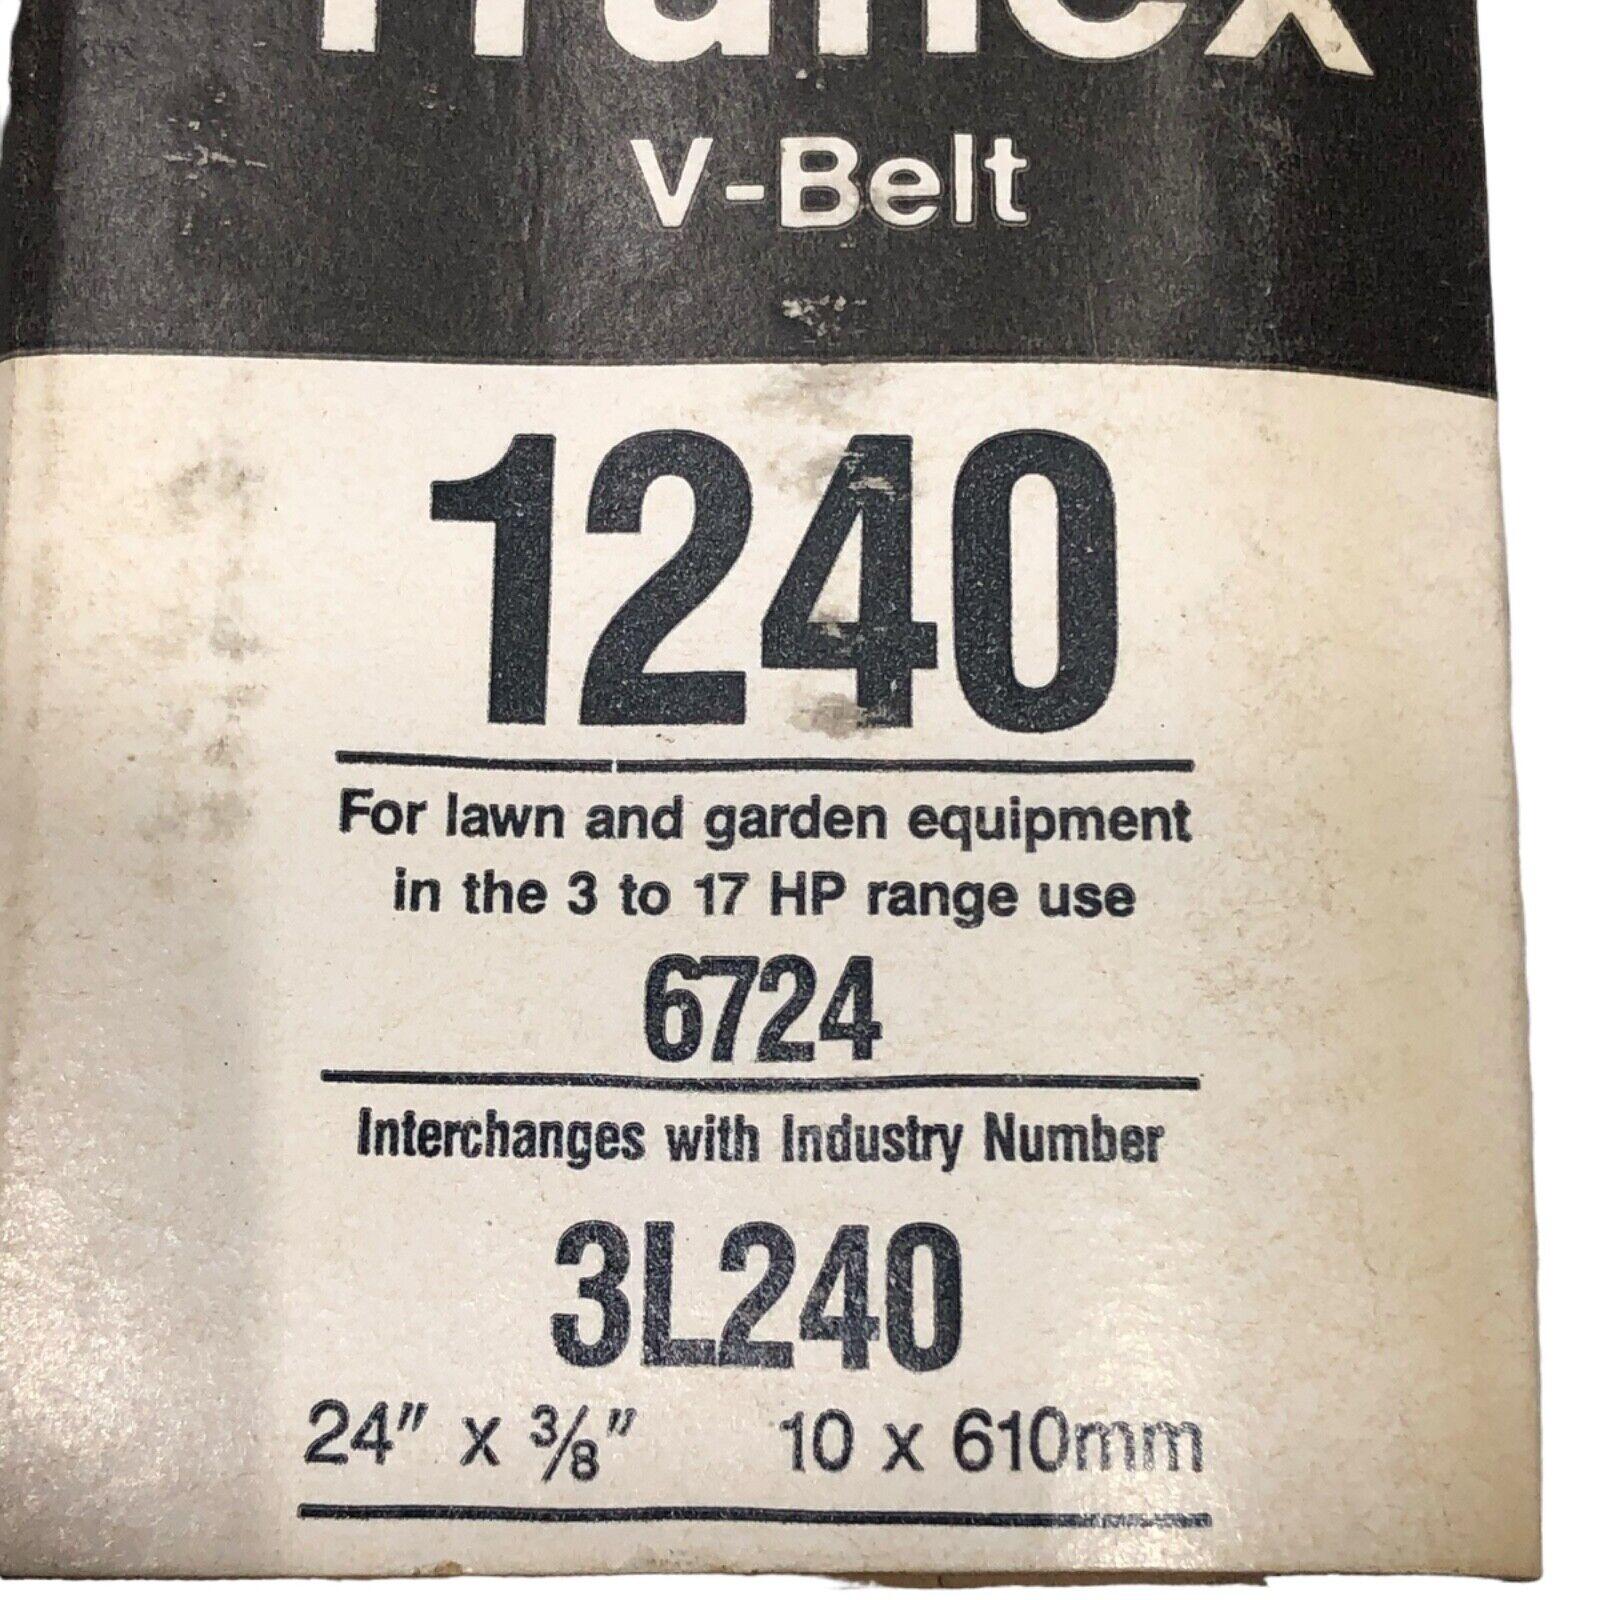 V-Belt
1240
For lawn and garden equipment
in the 3 to 17 HP range use
6724
Interchanges with Industry Number
3L240
24" x 3/8" 10 x 610mm